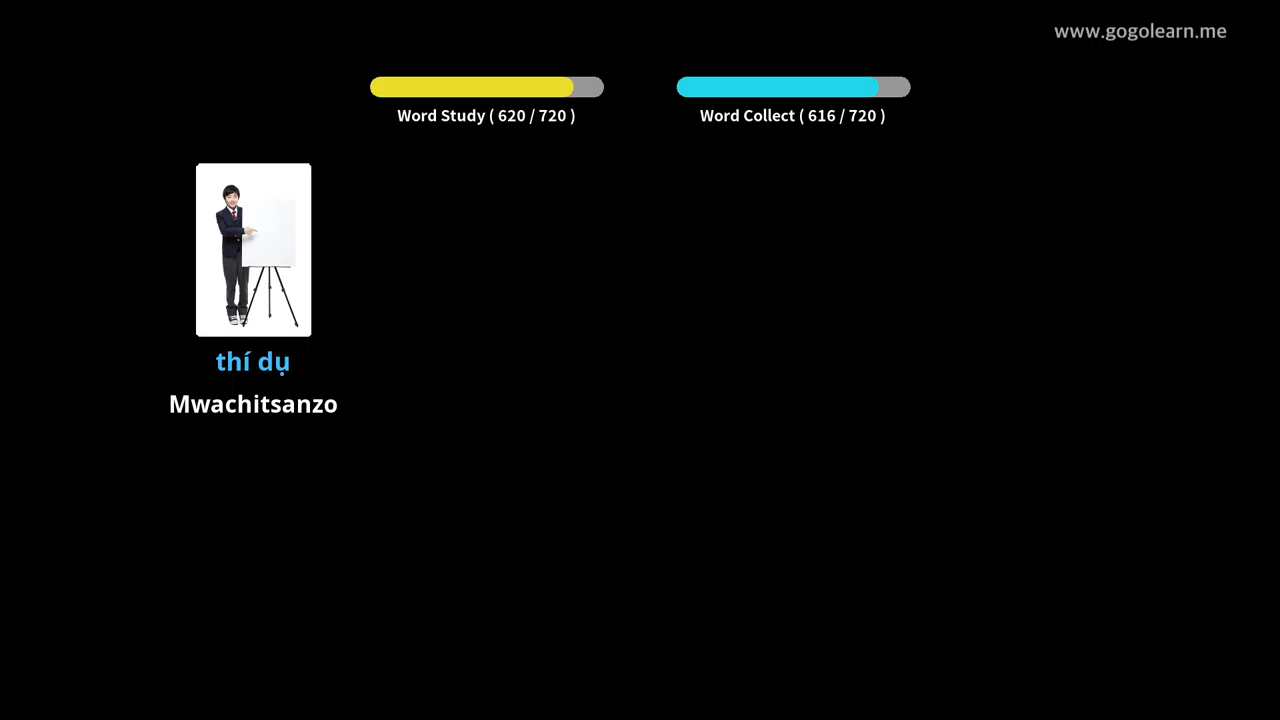 www.gogolearn.me
Word Study ( 620 / 720 )
Word Collect ( 616 / 720 )
thí dụ
Mwachitsanzo